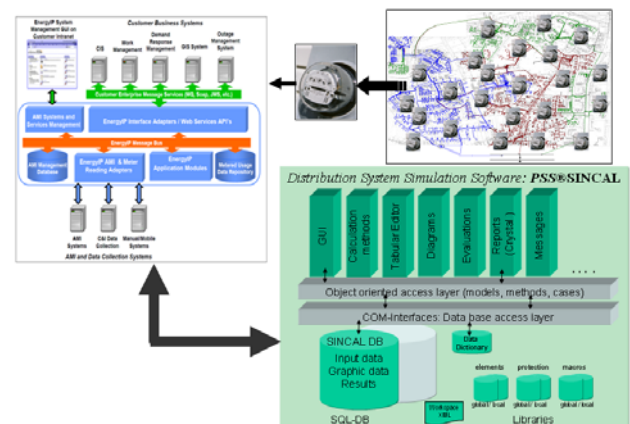 EnergyIP System
Management GUI on
Customer Intranet
Customer Business Systems
CIS
Work
Management
Demand
Response
Management
GIS System
Outage
Management
System
Customer Enterprise Message Services (MQ, Soap, JMS, etc.)
AMI Systems and
Services Management
EnergyIP Interface Adapters / Web Services API's
EnergyIP Message Bus
AMI Management
Database
EnergyIP AMI & Meter
Reading Adapters
EnergyIP
Application Modules
Metered Usage
Data Repository
AMI
Systems
C&I Data
Collection
Manual/Mobile
Systems
AMI and Data Collection Systems
Distribution System Simulation Software: PSS®SINCAL
GUI
Calculation
methods
Tabular Editor
Diagrams
Evaluations
Reports
(Crystal )
Messages
....
Object oriented access layer (models, methods, cases)
COM-Interfaces: Data base access layer
SINCAL DB
Input data
Graphic data
Results
Data
Dictionary
elements
protection
macros
global / local
global / local
global / local
SQL-DB
Workspace
XML
Libraries